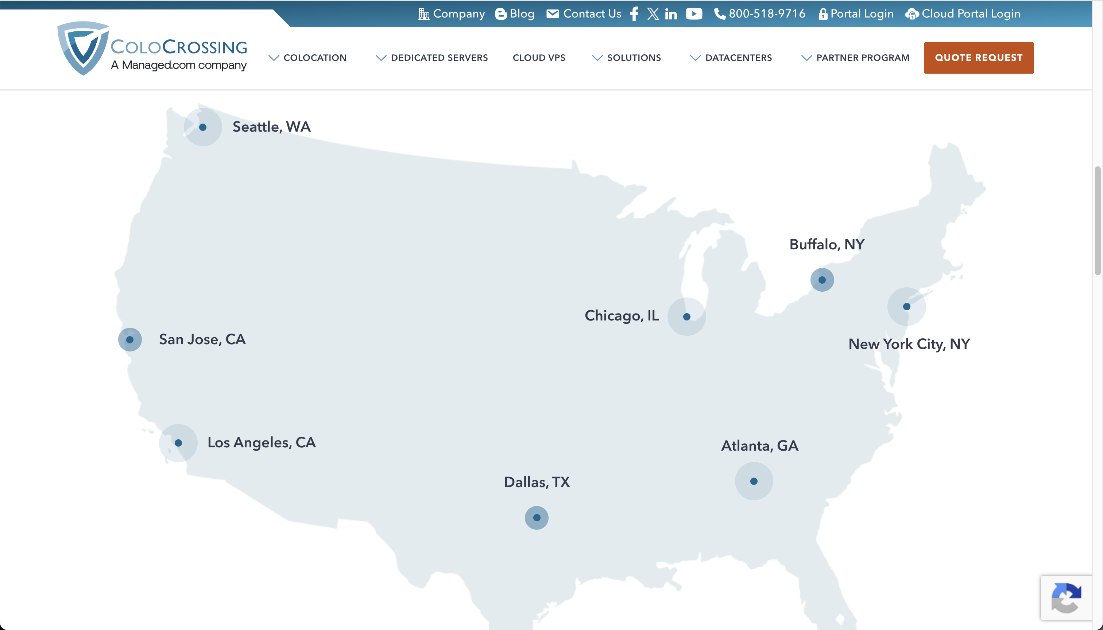 Company Blog Contact Us 800-518-9716 Portal Login Cloud Portal Login
COLOCROSSING
A Managed.com company
COLOCATION DEDICATED SERVERS CLOUD VPS SOLUTIONS DATACENTERS PARTNER PROGRAM QUOTE REQUEST
Seattle, WA
Buffalo, NY
Chicago, IL
San Jose, CA
New York City, NY
Los Angeles, CA
Atlanta, GA
Dallas, TX